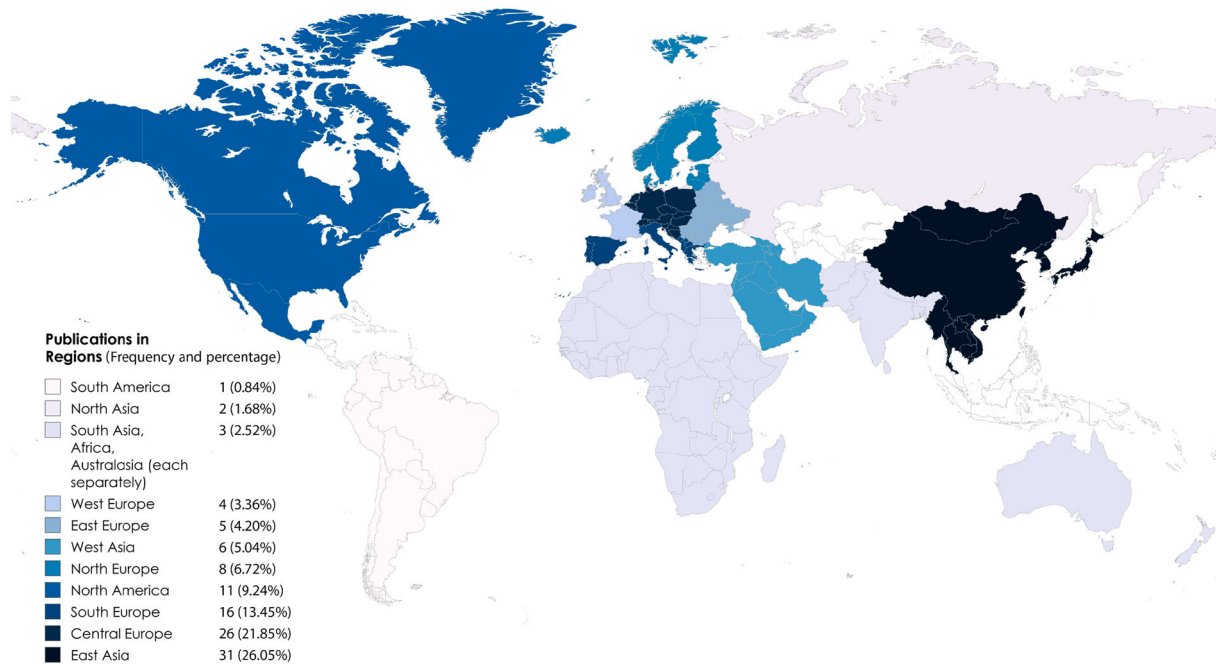 Publications in
Regions (Frequency and percentage)
South America 1 (0.84%)
North Asia 2 (1.68%)
South Asia, 3 (2.52%)
Africa,
Australasia (each
separately)
West Europe 4 (3.36%)
East Europe 5 (4.20%)
West Asia 6 (5.04%)
North Europe 8 (6.72%)
North America 11 (9.24%)
South Europe 16 (13.45%)
Central Europe 26 (21.85%)
East Asia 31 (26.05%)